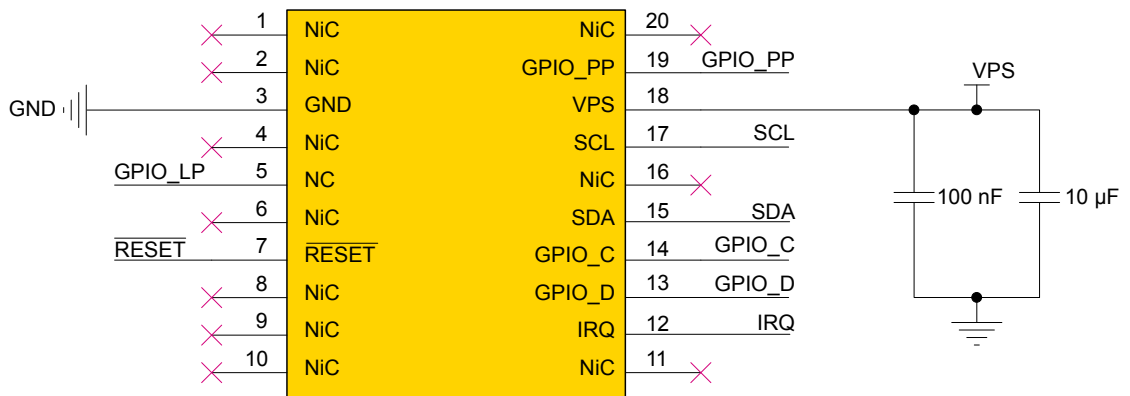 1 NiC NiC 20
2 NiC GPIO_PP 19 GPIO_PP
VPS
GND 3 GND VPS 18
4 NiC SCL 17 SCL
GPIO_LP 5 NC NiC 16
100 nF 10 µF
6 NiC SDA 15 SDA
RESET 7 RESET GPIO_C 14 GPIO_C
8 NiC GPIO_D 13 GPIO_D
9 NiC IRQ 12 IRQ
10 NiC NiC 11